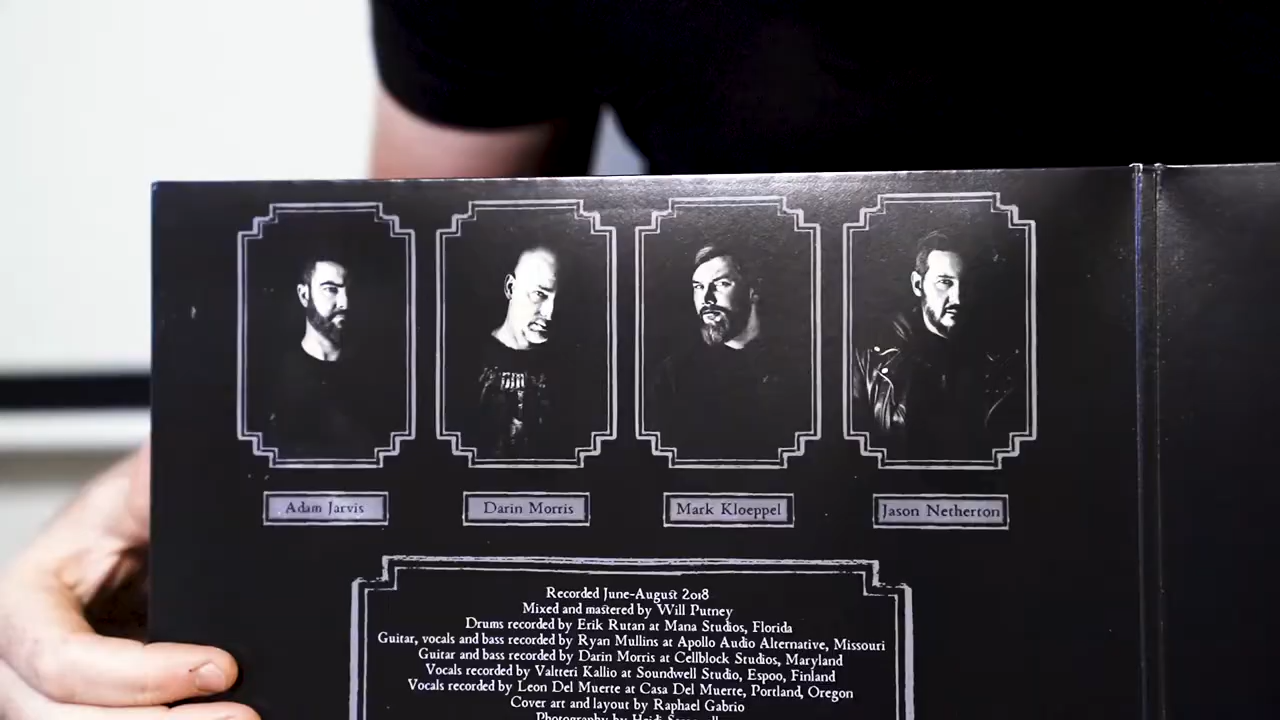 Adam Jarvis
Darin Morris
Mark Kloeppel
Jason Netherton
Recorded June-August 2018
Mixed and mastered by Will Putney
Drums recorded by Erik Rutan at Mana Studios, Florida
Guitar, vocals and bass recorded by Ryan Mullins at Apollo Audio Alternative, Missouri
Guitar and bass recorded by Darin Morris at Cellblock Studios, Maryland
Vocals recorded by Valtteri Kallio at Soundwell Studio, Espoo, Finland
Vocals recorded by Leon Del Muerte at Casa Del Muerte, Portland, Oregon
Cover art and layout by Raphael Gabrio
Photography by Heidi